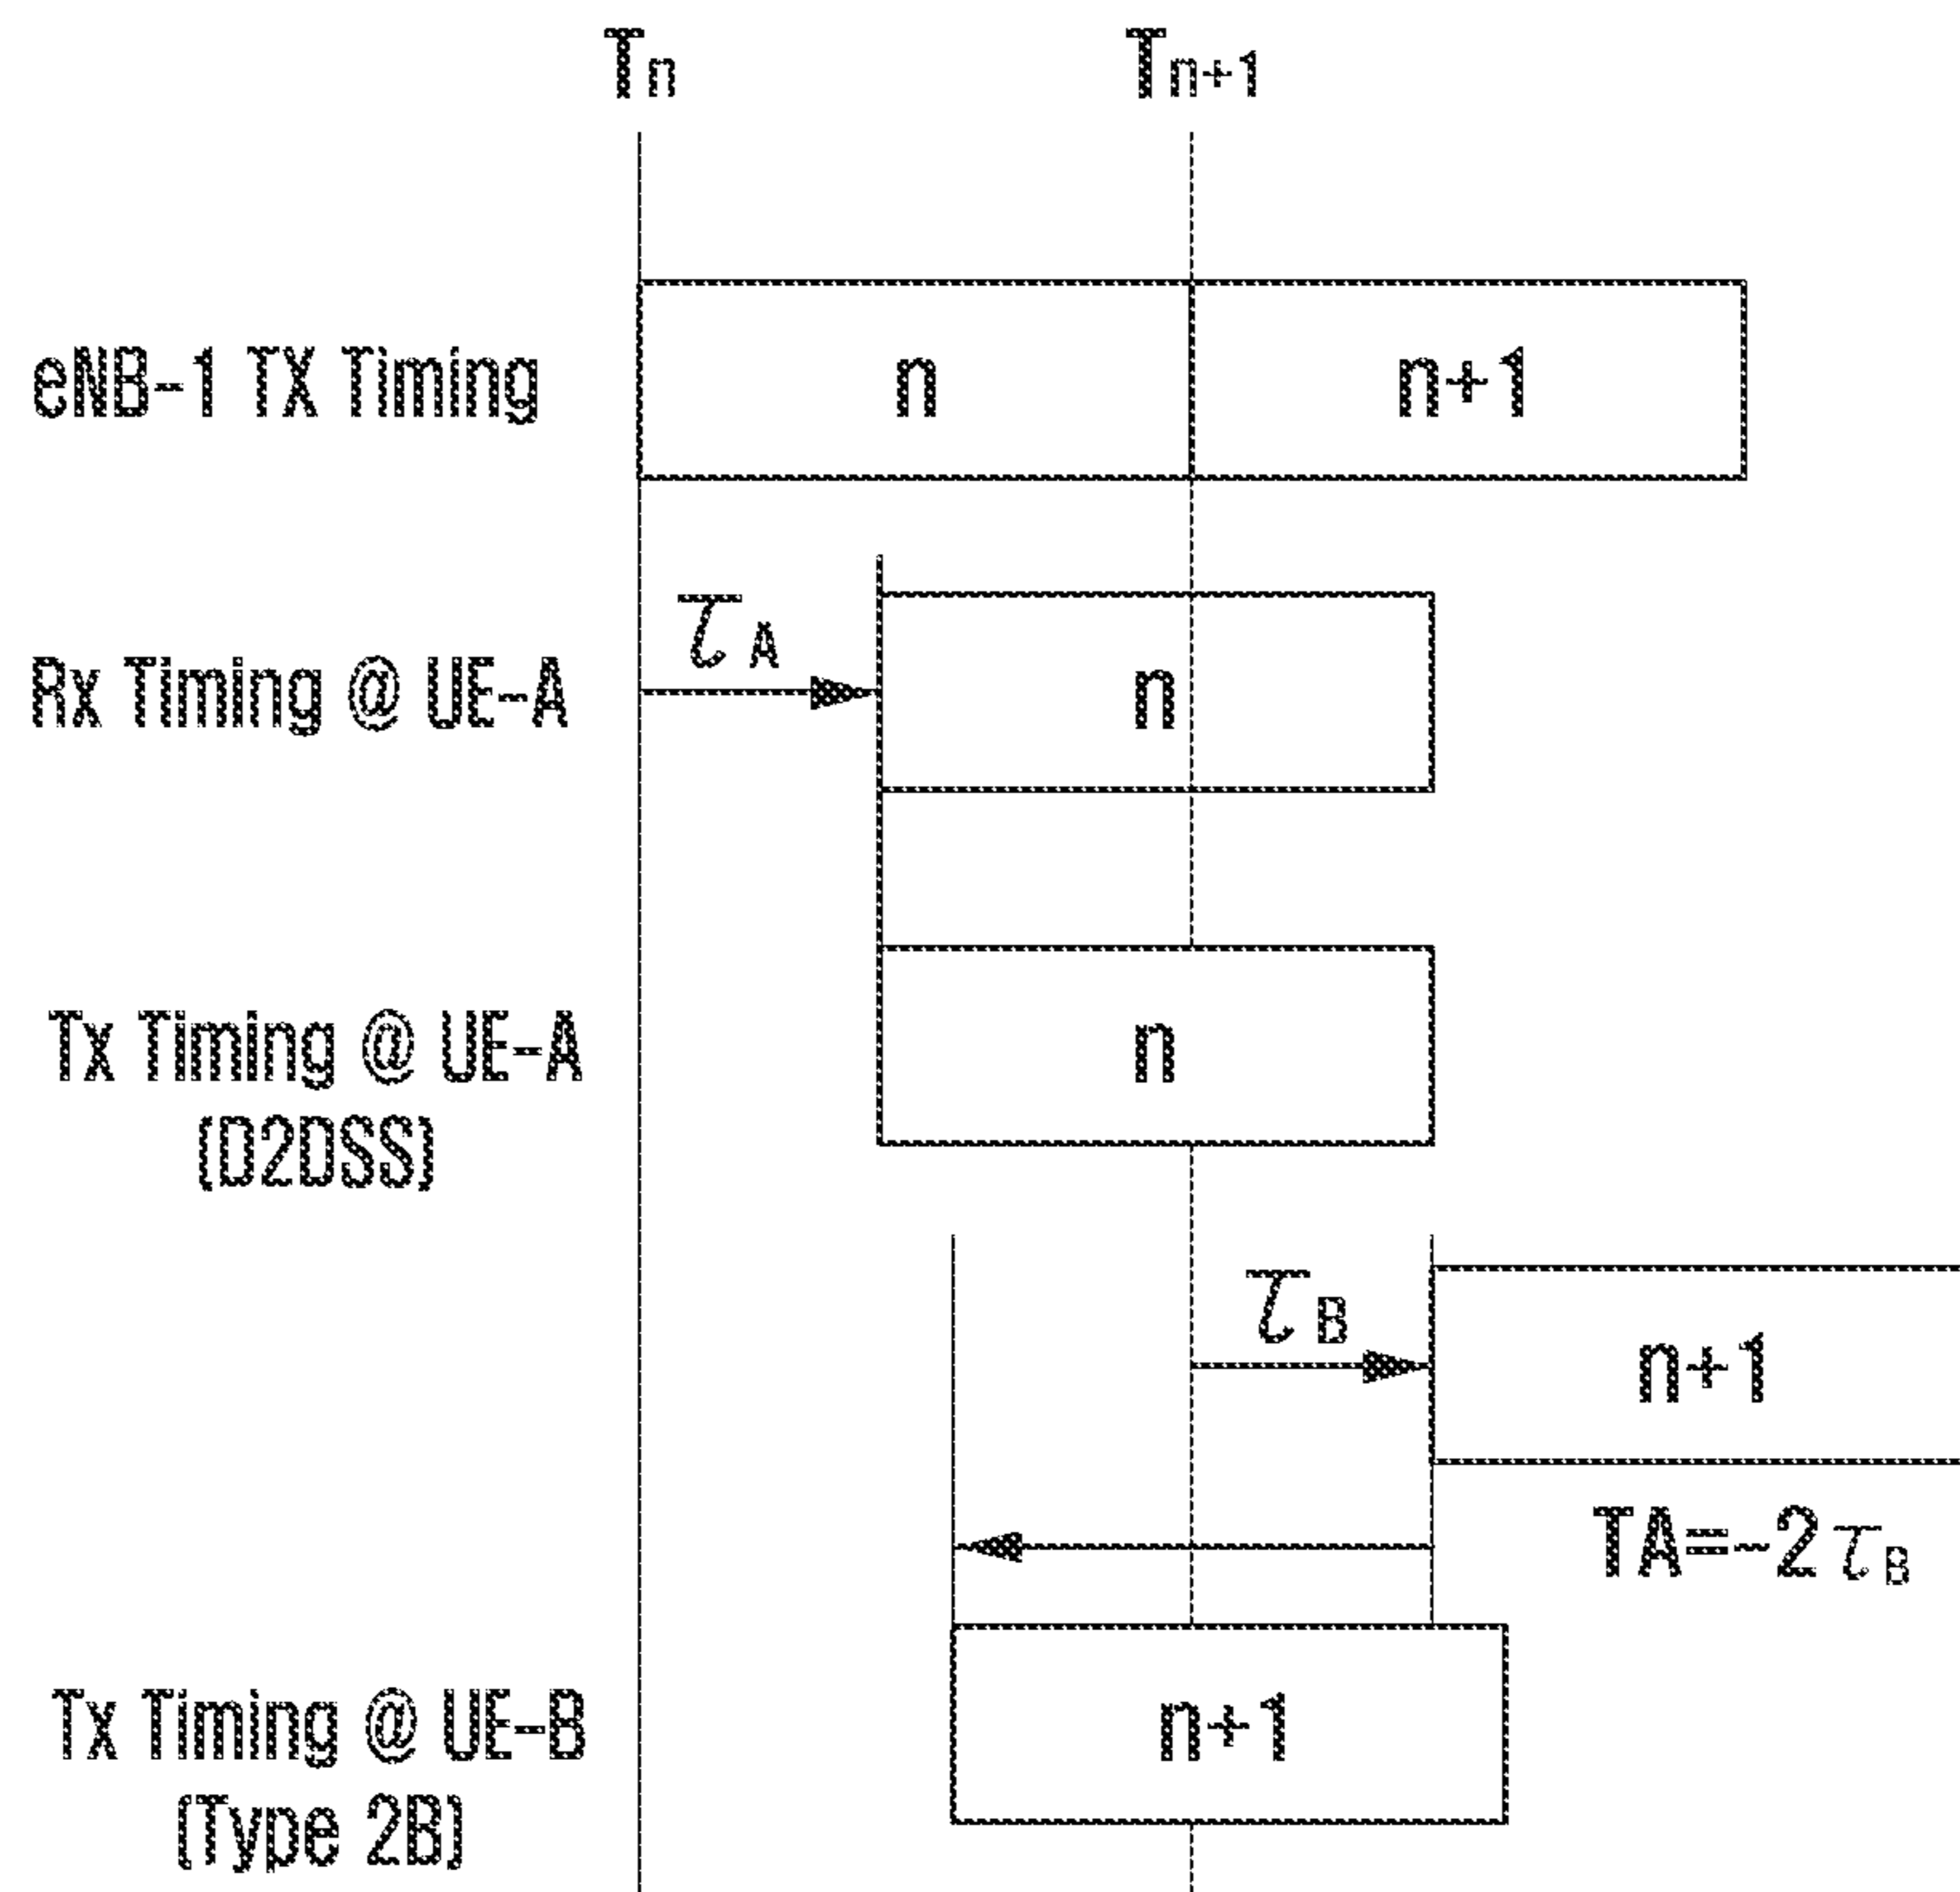 Tn
Tn+1
eNB-1 TX Timing
n
n+1
τA
Rx Timing @ UE-A
n
Tx Timing @ UE-A
(D2DSS)
n
τB
n+1
TA=-2τB
Tx Timing @ UE-B
(Type 2B)
n+1